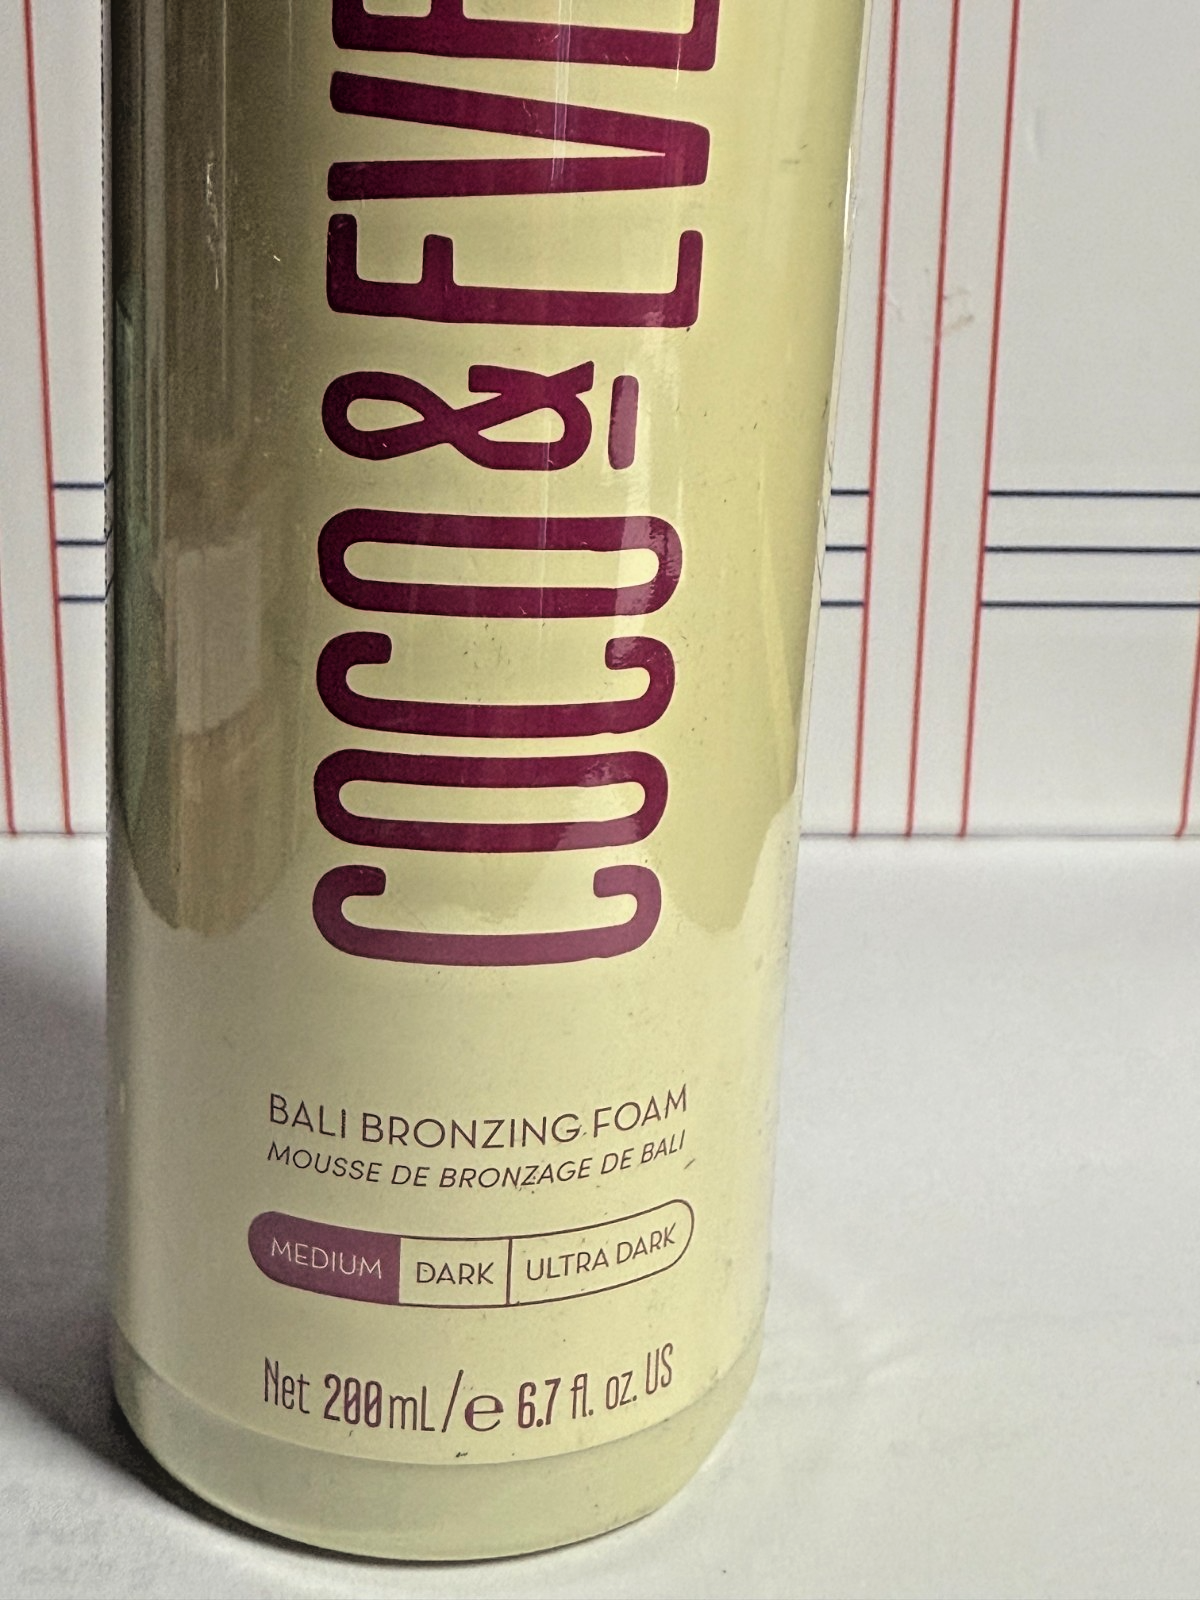 COCO & EVE
BALI BRONZING FOAM
MOUSSE DE BRONZAGE DE BALI
MEDIUM DARK ULTRA DARK
Net 200mL/℮ 6.7 fl. oz. US